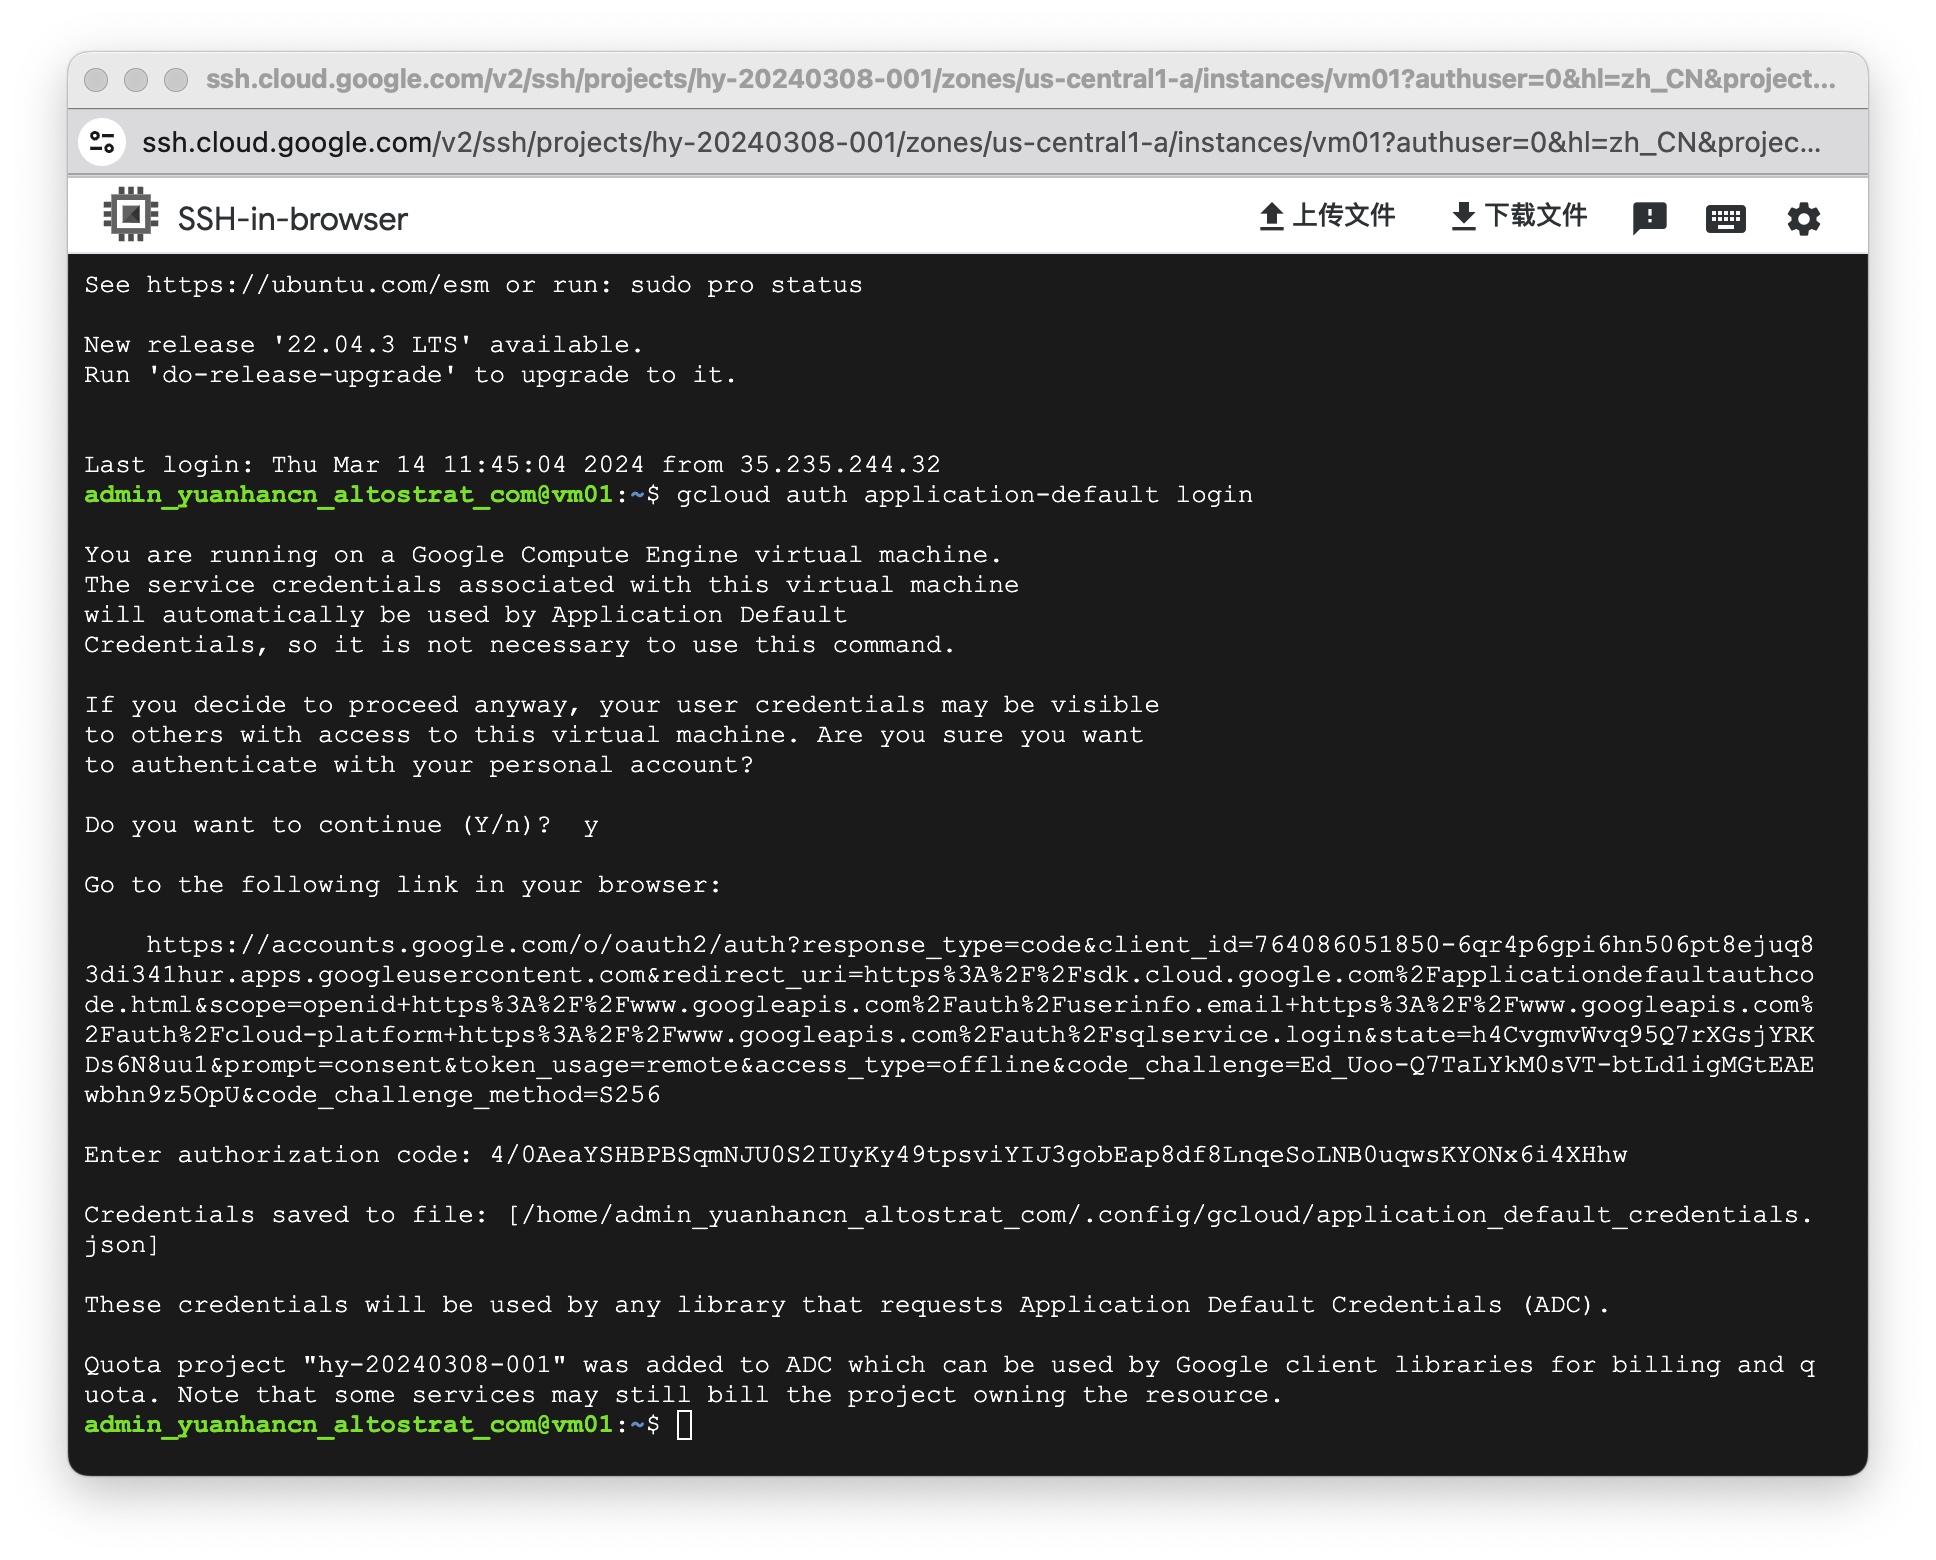 ssh.cloud.google.com/v2/ssh/projects/hy-20240308-001/zones/us-central1-a/instances/vm01?authuser=0&hl=zh_CN&project...
ssh.cloud.google.com/v2/ssh/projects/hy-20240308-001/zones/us-central1-a/instances/vm01?authuser=0&hl=zh_CN&projec...
SSH-in-browser 上传文件 下载文件
See https://ubuntu.com/esm or run: sudo pro status
New release '22.04.3 LTS' available.
Run 'do-release-upgrade' to upgrade to it.
Last login: Thu Mar 14 11:45:04 2024 from 35.235.244.32
admin_yuanhancn_altostrat_com@vm01:~$ gcloud auth application-default login
You are running on a Google Compute Engine virtual machine.
The service credentials associated with this virtual machine
will automatically be used by Application Default
Credentials, so it is not necessary to use this command.
If you decide to proceed anyway, your user credentials may be visible
to others with access to this virtual machine. Are you sure you want
to authenticate with your personal account?
Do you want to continue (Y/n)?  y
Go to the following link in your browser:
https://accounts.google.com/o/oauth2/auth?response_type=code&client_id=764086051850-6qr4p6gpi6hn506pt8ejuq8
3di341hur.apps.googleusercontent.com&redirect_uri=https%3A%2F%2Fsdk.cloud.google.com%2Fapplicationdefaultauthco
de.html&scope=openid+https%3A%2F%2Fwww.googleapis.com%2Fauth%2Fuserinfo.email+https%3A%2F%2Fwww.googleapis.com%
2Fauth%2Fcloud-platform+https%3A%2F%2Fwww.googleapis.com%2Fauth%2Fsqlservice.login&state=h4CvgmvWvq95Q7rXGsjYRK
Ds6N8uu1&prompt=consent&token_usage=remote&access_type=offline&code_challenge=Ed_Uoo-Q7TaLYkM0sVT-btLd1igMGtEAE
wbhn9z5OpU&code_challenge_method=S256
Enter authorization code: 4/0AeaYSHBPBSqmNJU0S2IUyKy49tpsviYIJ3gobEap8df8LnqeSoLNB0uqwsKYONx6i4XHhw
Credentials saved to file: [/home/admin_yuanhancn_altostrat_com/.config/gcloud/application_default_credentials.
json]
These credentials will be used by any library that requests Application Default Credentials (ADC).
Quota project "hy-20240308-001" was added to ADC which can be used by Google client libraries for billing and q
uota. Note that some services may still bill the project owning the resource.
admin_yuanhancn_altostrat_com@vm01:~$